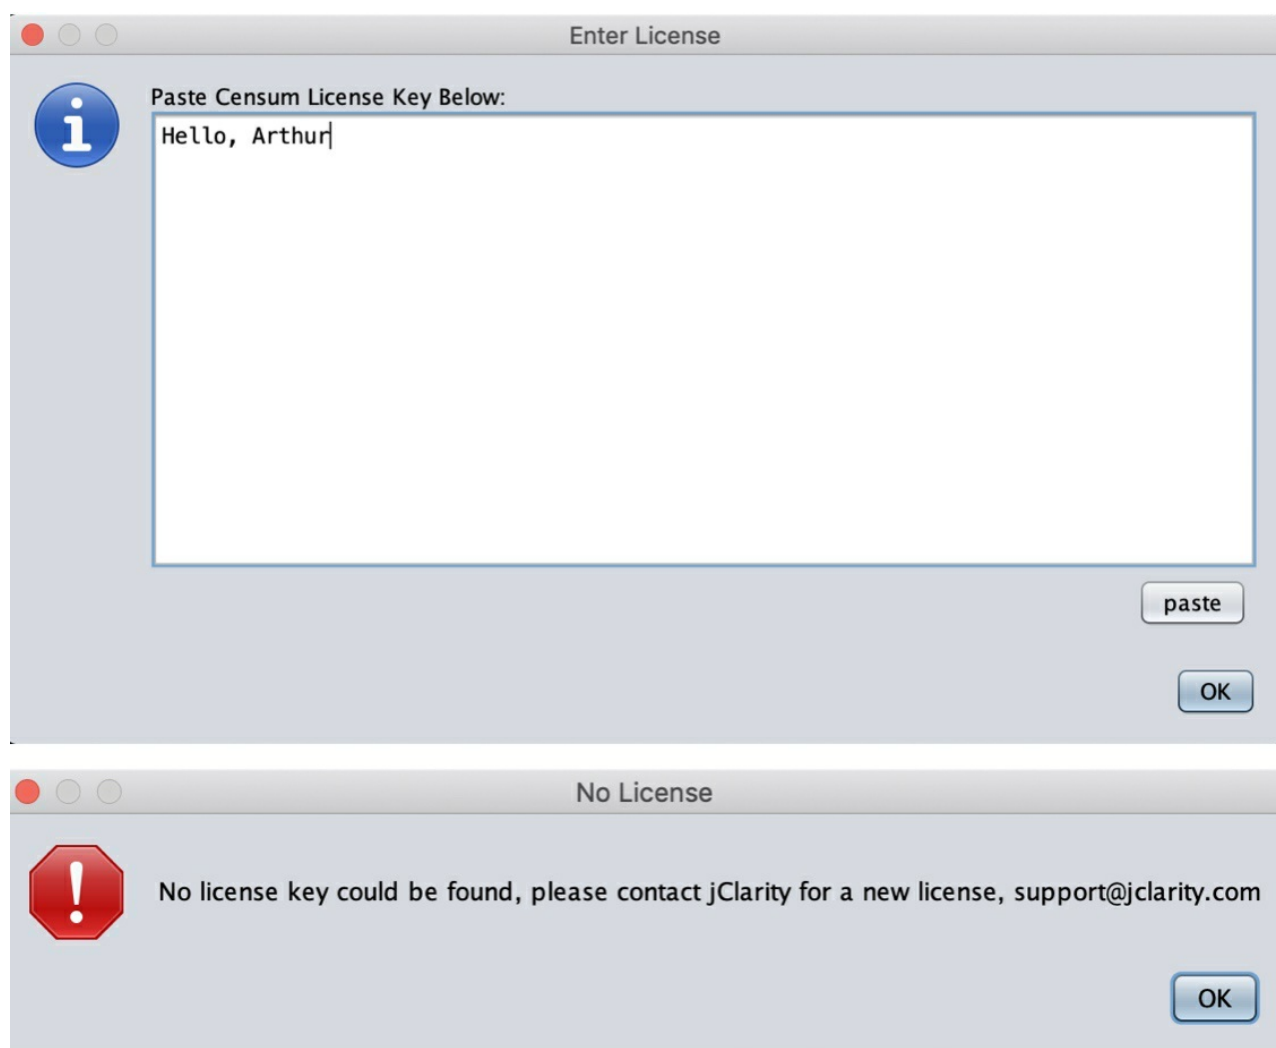 Enter License
Paste Censum License Key Below:
Hello, Arthur
paste
OK
No License
No license key could be found, please contact jClarity for a new license, support@jclarity.com
OK